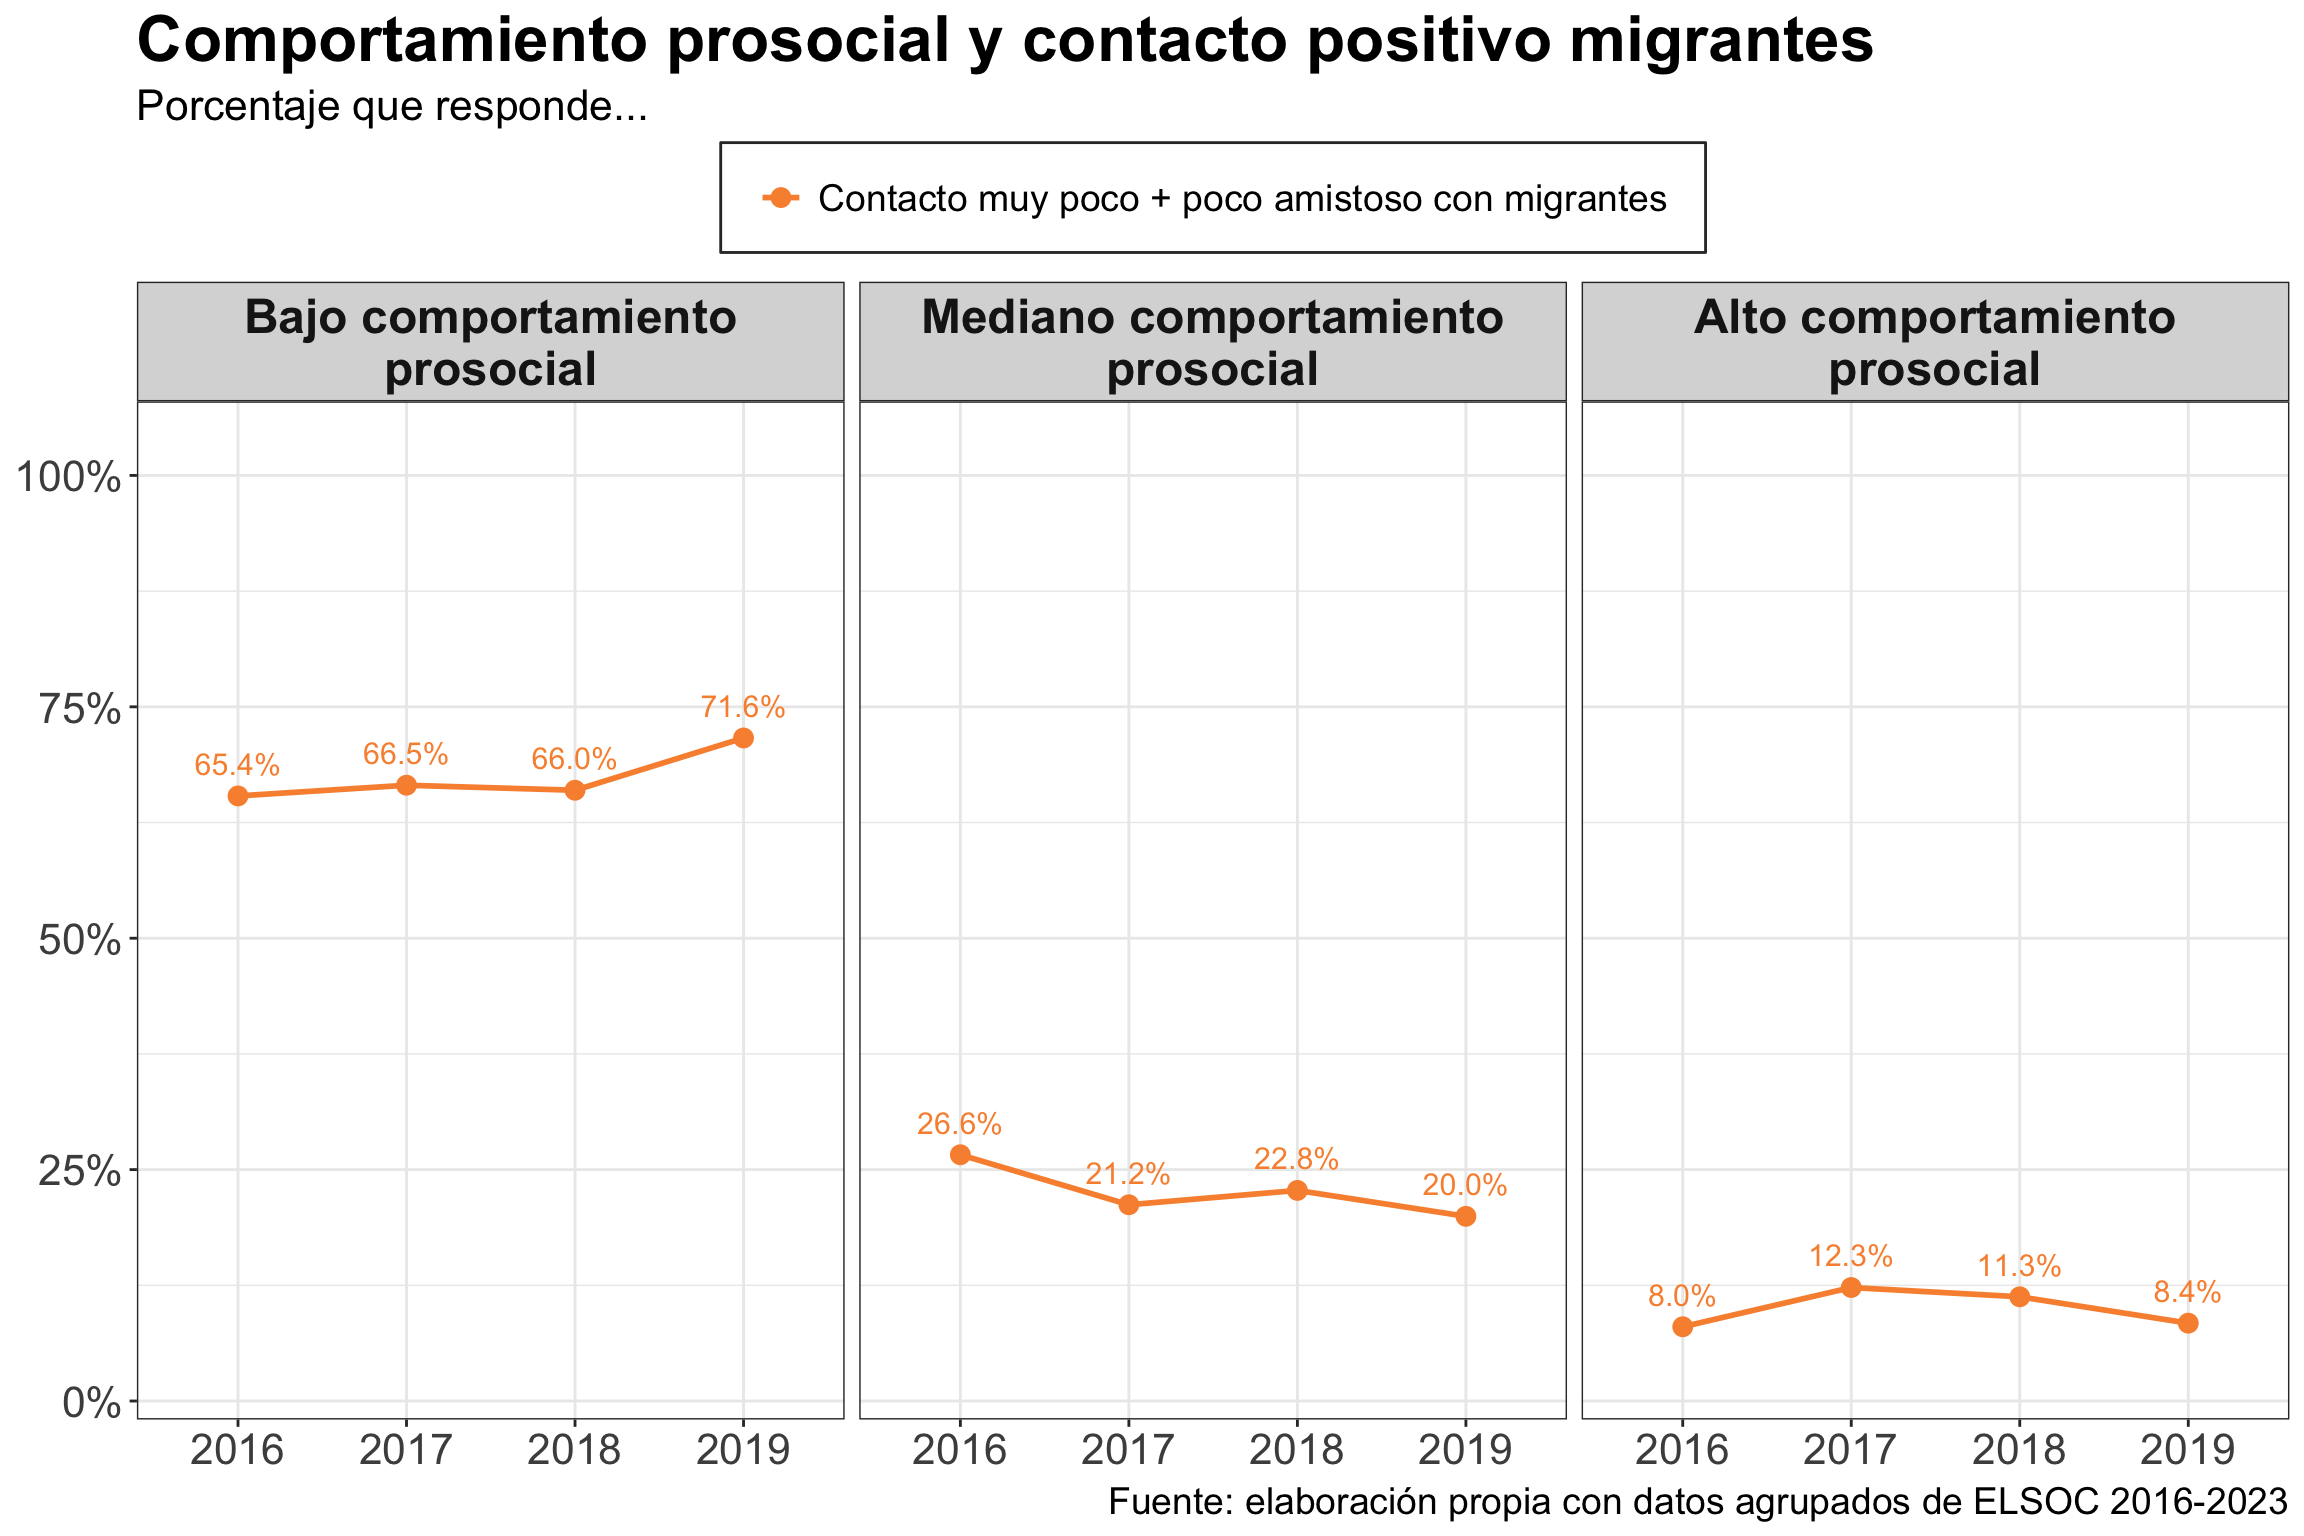 Comportamiento prosocial y contacto positivo migrantes
Porcentaje que responde...
Contacto muy poco + poco amistoso con migrantes
Bajo comportamiento
prosocial
Mediano comportamiento
prosocial
Alto comportamiento
prosocial
100%
75%
50%
25%
0%
65.4%
66.5%
66.0%
71.6%
26.6%
21.2%
22.8%
20.0%
8.0%
12.3%
11.3%
8.4%
2016 2017 2018 2019
2016 2017 2018 2019
2016 2017 2018 2019
Fuente: elaboración propia con datos agrupados de ELSOC 2016-2023